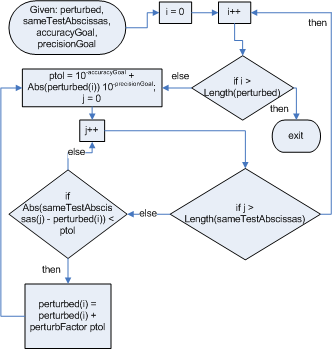 Given: perturbed,
sameTestAbscissas,
accuracyGoal,
precisionGoal
i = 0
i++
then
if i >
Length(perturbed)
else
then
exit
ptol = 10^-accuracyGoal +
Abs(perturbed(i)) 10^-precisionGoal;
j = 0
j++
else
if j >
Length(sameTestAbscissas)
else
if
Abs(sameTestAbscis
sas(j) - perturbed(i)) <
ptol
then
perturbed(i) =
perturbed(i) +
perturbFactor ptol